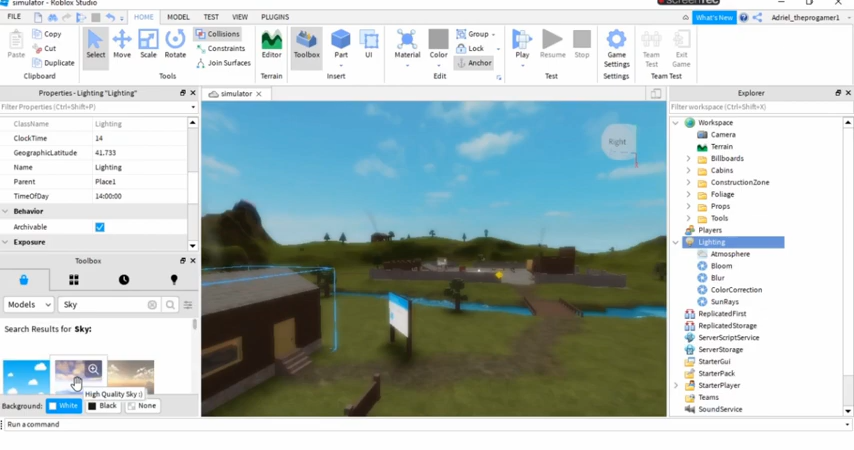 simulator - Roblox Studio
screenrec
FILE
HOME
MODEL
TEST
VIEW
PLUGINS
What's New
Adriel_theprogamer1
Paste
Copy
Cut
Duplicate
Clipboard
Select
Move
Scale
Rotate
Collisions
Constraints
Join Surfaces
Tools
Editor
Terrain
Toolbox
Part
UI
Insert
Material
Color
Group
Lock
Anchor
Edit
Play
Resume
Stop
Test
Game Settings
Settings
Team Test
Exit Game
Team Test
Properties - Lighting "Lighting"
Filter Properties (Ctrl+Shift+P)
ClassName Lighting
ClockTime 14
GeographicLatitude 41.733
Name Lighting
Parent Place1
TimeOfDay 14:00:00
Behavior
Archivable
Exposure
Toolbox
Models
Sky
Search Results for Sky:
High Quality Sky :)
Background: White Black None
Run a command
simulator
Right
Explorer
Filter workspace (Ctrl+Shift+X)
Workspace
Camera
Terrain
Billboards
Cabins
ConstructionZone
Foliage
Props
Tools
Players
Lighting
Atmosphere
Bloom
Blur
ColorCorrection
SunRays
ReplicatedFirst
ReplicatedStorage
ServerScriptService
ServerStorage
StarterGui
StarterPack
StarterPlayer
Teams
SoundService